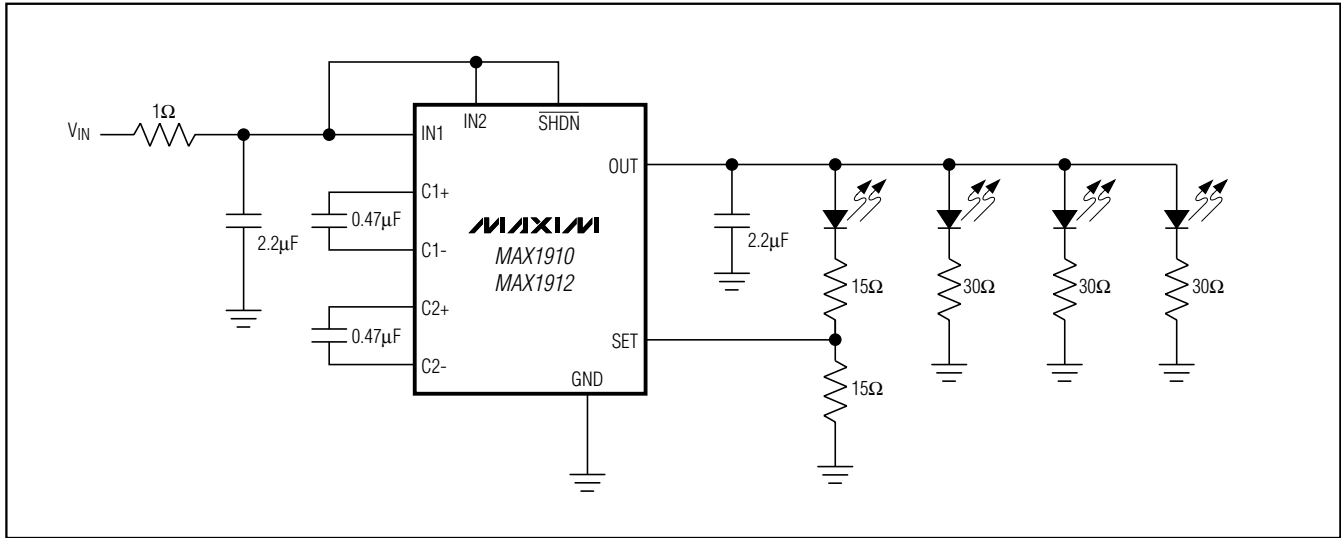 1Ω
VIN
IN1
IN2
SHDN
OUT
C1+
0.47μF
2.2μF
MAXIM
2.2μF
C1-
MAX1910
MAX1912
15Ω
30Ω
30Ω
30Ω
C2+
0.47μF
SET
C2-
GND
15Ω